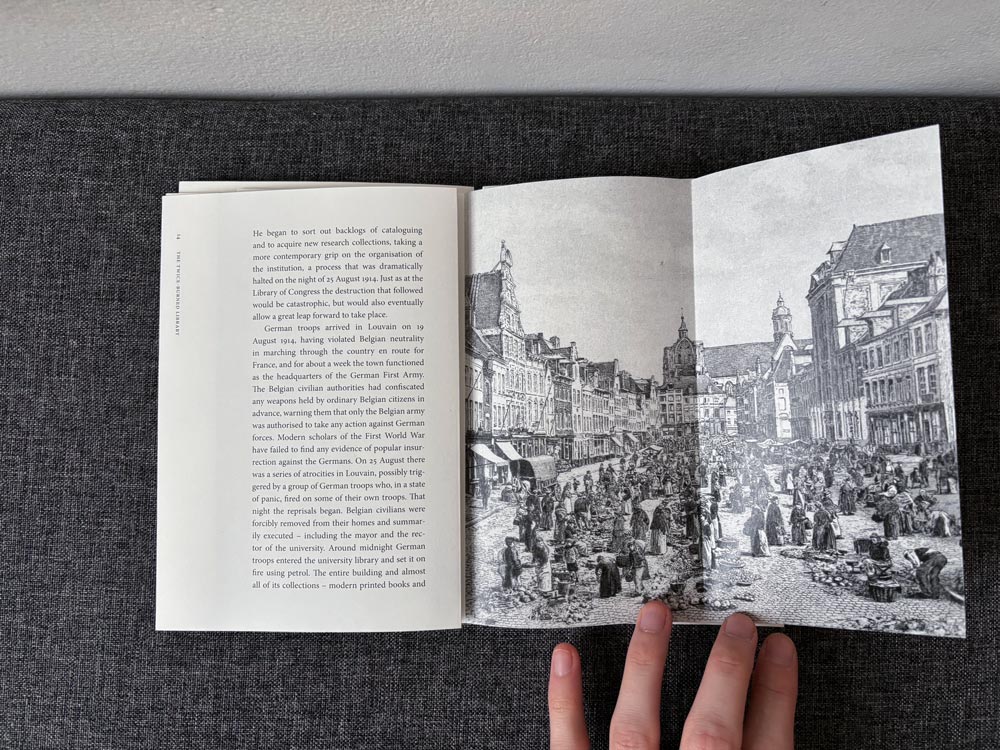 34 THE TWICE-BURNED LIBRARY
He began to sort out backlogs of cataloguing
and to acquire new research collections, taking a
more contemporary grip on the organisation of
the institution, a process that was dramatically
halted on the night of 25 August 1914. Just as at the
Library of Congress the destruction that followed
would be catastrophic, but would also eventually
allow a great leap forward to take place.
German troops arrived in Louvain on 19
August 1914, having violated Belgian neutrality
in marching through the country en route for
France, and for about a week the town functioned
as the headquarters of the German First Army.
The Belgian civilian authorities had confiscated
any weapons held by ordinary Belgian citizens in
advance, warning them that only the Belgian army
was authorised to take any action against German
forces. Modern scholars of the First World War
have failed to find any evidence of popular insur-
rection against the Germans. On 25 August there
was a series of atrocities in Louvain, possibly trig-
gered by a group of German troops who, in a state
of panic, fired on some of their own troops. That
night the reprisals began. Belgian civilians were
forcibly removed from their homes and summar-
ily executed – including the mayor and the rec-
tor of the university. Around midnight German
troops entered the university library and set it on
fire using petrol. The entire building and almost
all of its collections – modern printed books and